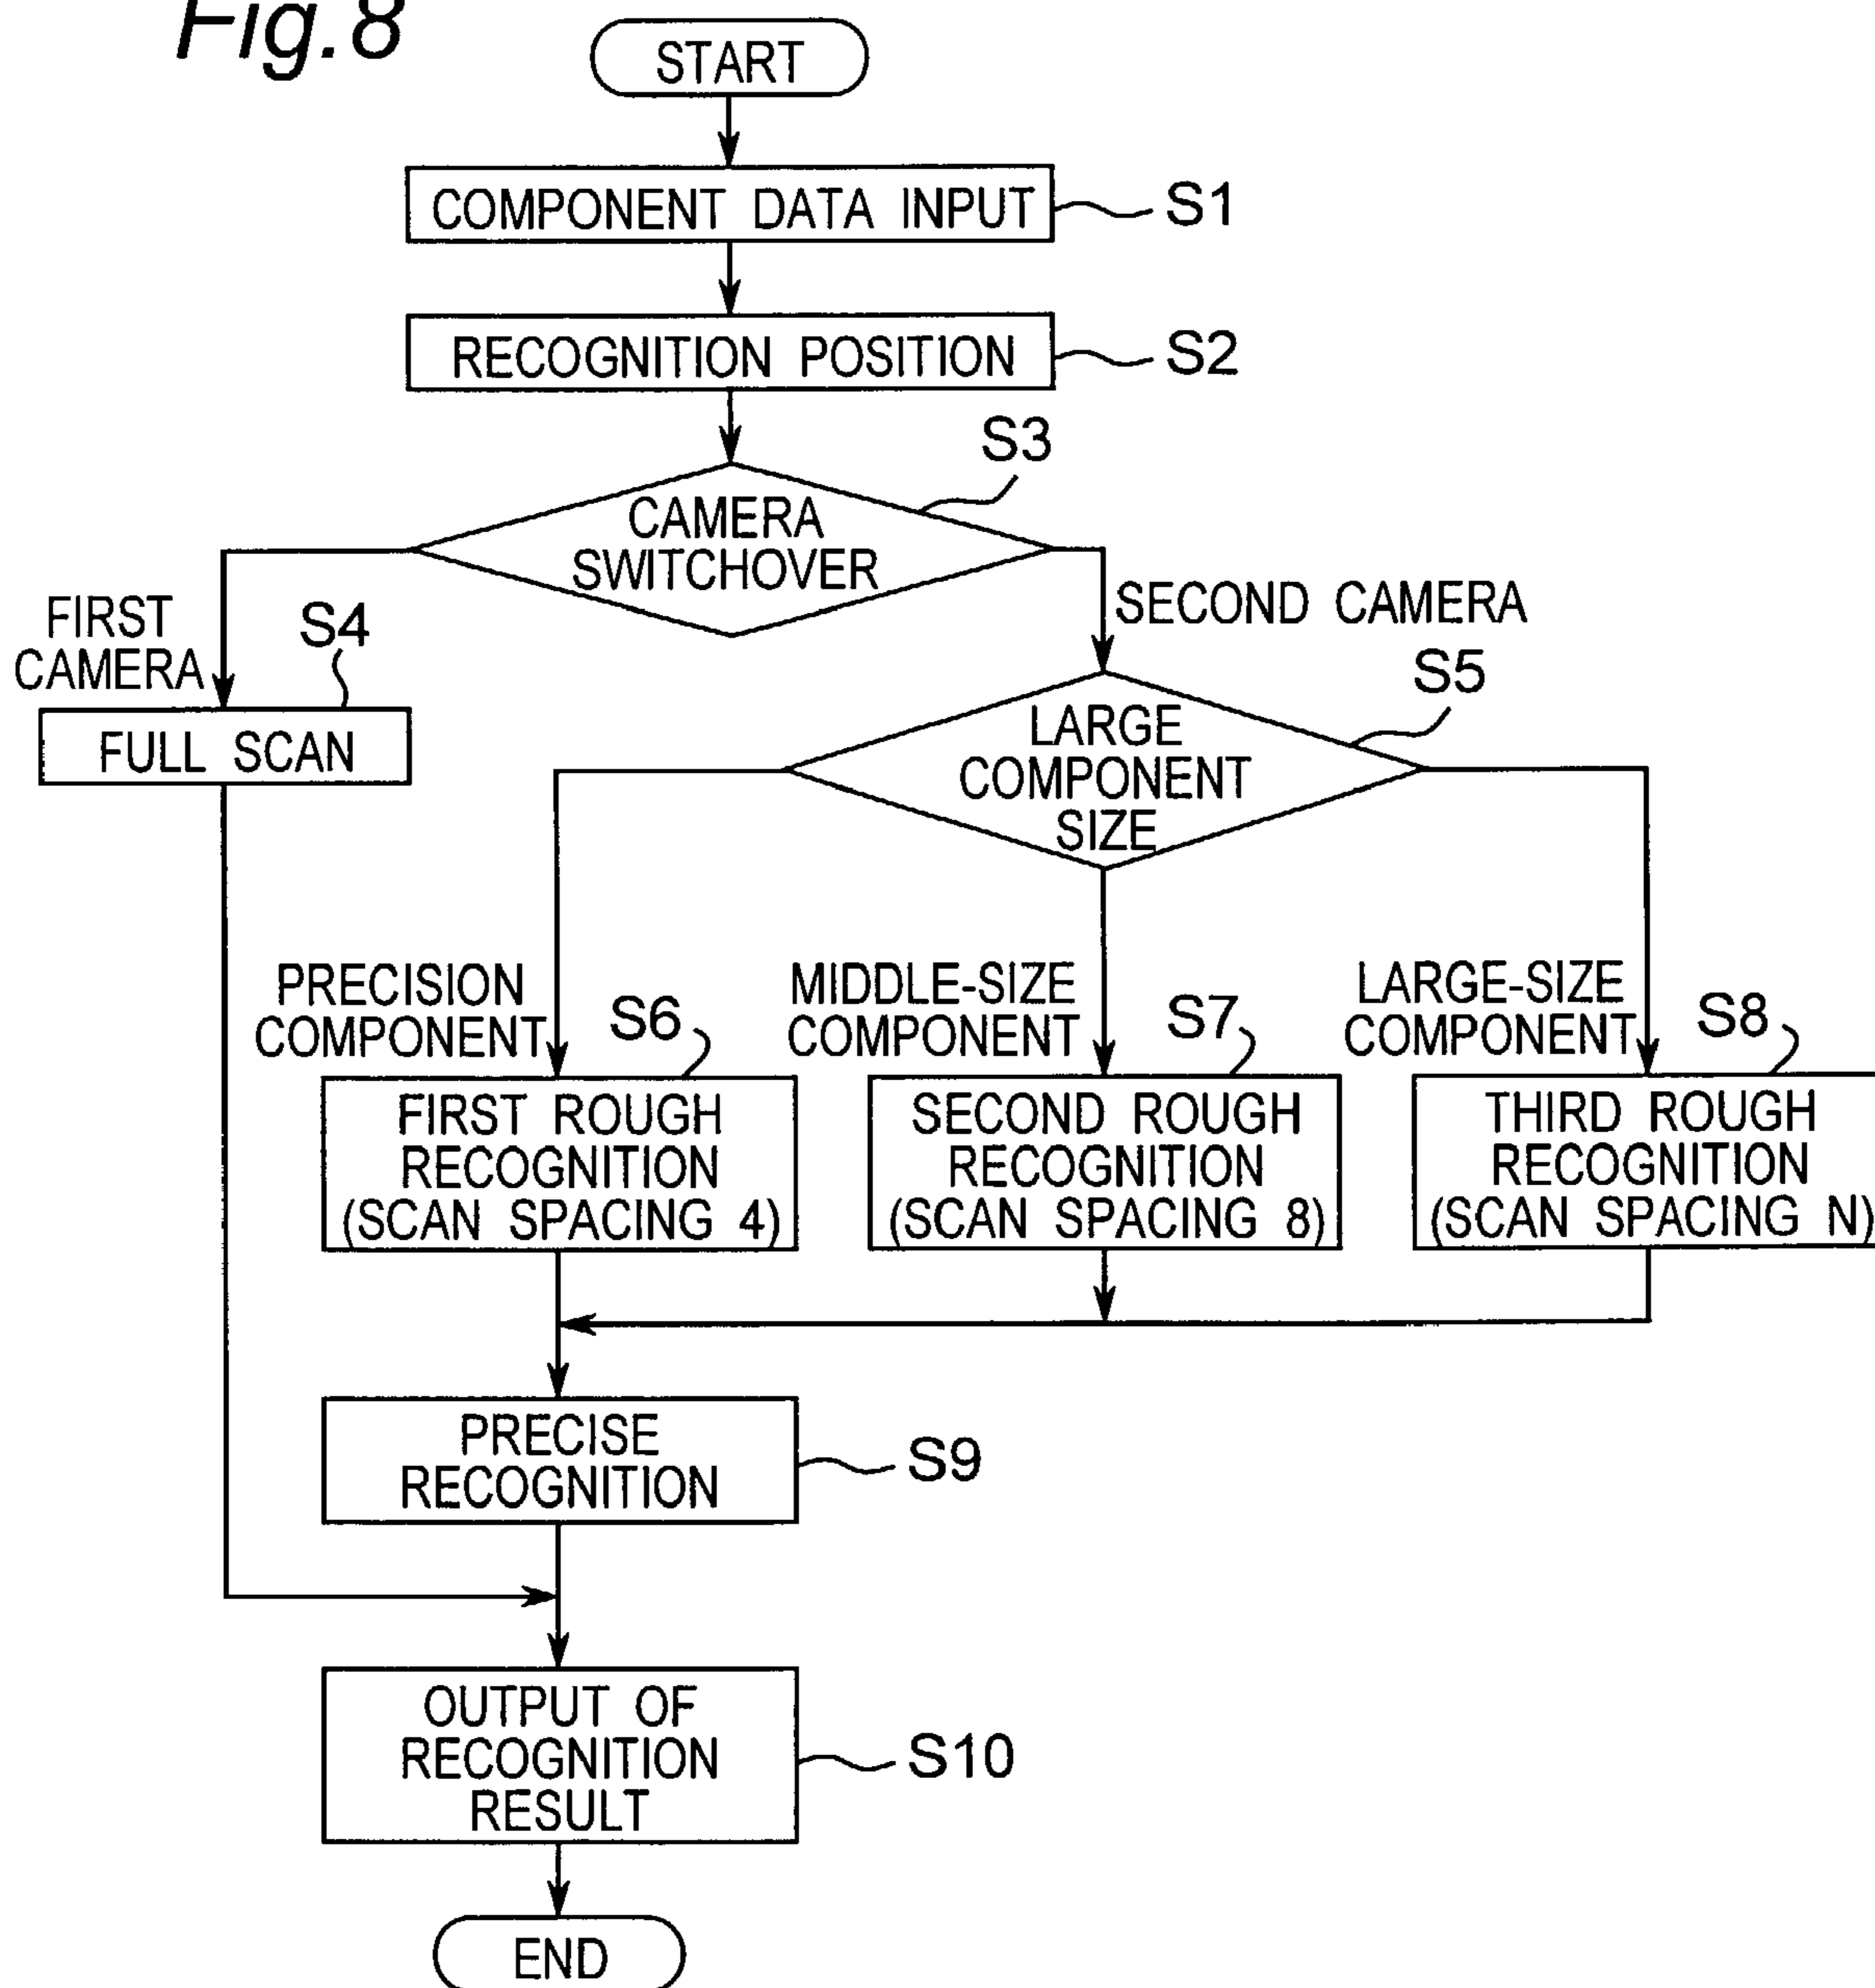 Fig.8
START
COMPONENT DATA INPUT
S1
RECOGNITION POSITION
S2
S3
CAMERA
SWITCHOVER
FIRST
CAMERA
S4
SECOND CAMERA
FULL SCAN
S5
LARGE
COMPONENT
SIZE
PRECISION
COMPONENT
S6
MIDDLE-SIZE
COMPONENT
S7
LARGE-SIZE
COMPONENT
S8
FIRST ROUGH
RECOGNITION
(SCAN SPACING 4)
SECOND ROUGH
RECOGNITION
(SCAN SPACING 8)
THIRD ROUGH
RECOGNITION
(SCAN SPACING N)
PRECISE
RECOGNITION
S9
OUTPUT OF
RECOGNITION
RESULT
S10
END